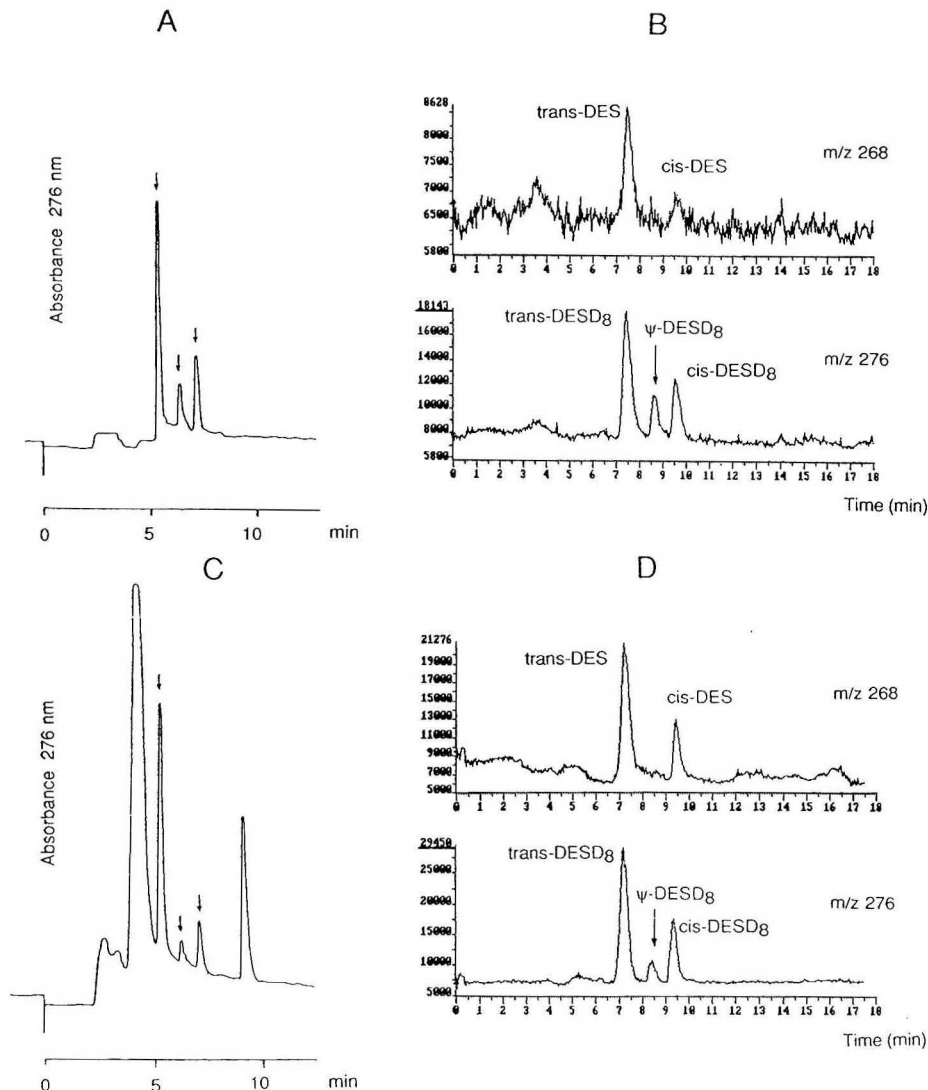 A
Absorbance 276 nm
0
5
10
min
B
8628
8000
7500
7000
6500
5800
trans-DES
cis-DES
m/z 268
0 1 2 3 4 5 6 7 8 9 10 11 12 13 14 15 16 17 18
18143
16000
14000
12000
10000
8000
5800
trans-DESD8
ψ-DESD8
cis-DESD8
m/z 276
0 1 2 3 4 5 6 7 8 9 10 11 12 13 14 15 16 17 18
Time (min)
C
Absorbance 276 nm
0
5
10
min
D
21276
19000
17000
15000
13000
11000
9000
7000
5000
trans-DES
cis-DES
m/z 268
0 1 2 3 4 5 6 7 8 9 10 11 12 13 14 15 16 17 18
29450
25000
20000
15000
10000
5000
trans-DESD8
ψ-DESD8
cis-DESD8
m/z 276
0 1 2 3 4 5 6 7 8 9 10 11 12 13 14 15 16 17 18
Time (min)